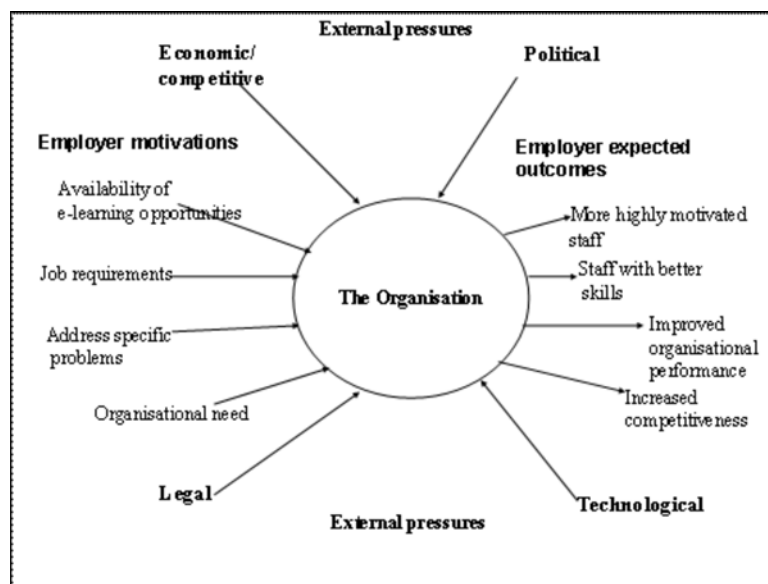 External pressures
Economic/
competitive
Political
Employer motivations
Employer expected
outcomes
Availability of
e-learning opportunities
More highly motivated
staff
Job requirements
Staff with better
skills
The Organisation
Address specific
problems
Improved
organisational
performance
Organisational need
Increased
competitiveness
Legal
Technological
External pressures